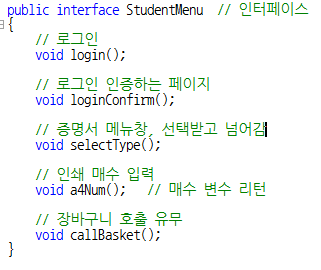 public interface StudentMenu // 인터페이스
{
// 로그인
void login();
// 로그인 인증하는 페이지
void loginConfirm();
// 증명서 메뉴창, 선택받고 넘어감
void selectType();
// 인쇄 매수 입력
void a4Num(); // 매수 변수 리턴
// 장바구니 호출 유무
void callBasket();
}